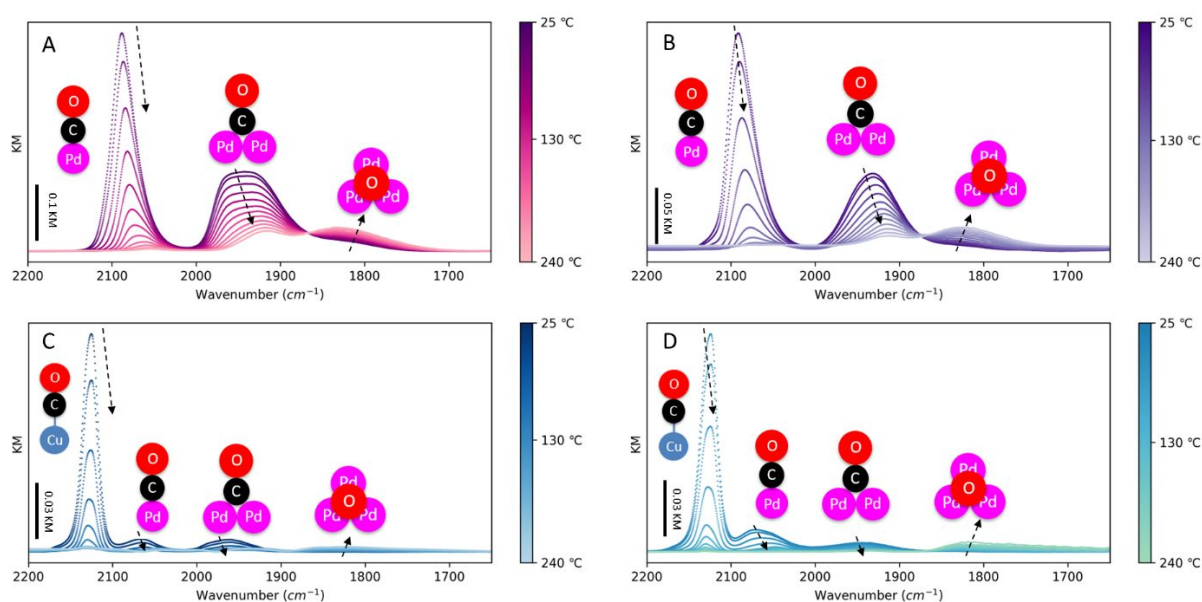 A
O
C
Pd
O
C
Pd Pd
Pd
Pd O Pd
0.1 KM
KM
2200 2100 2000 1900 1800 1700
Wavenumber (cm⁻¹)
25 °C
130 °C
240 °C
B
O
C
Pd
O
C
Pd Pd
Pd
Pd O Pd
0.05 KM
KM
2200 2100 2000 1900 1800 1700
Wavenumber (cm⁻¹)
25 °C
130 °C
240 °C
C
O
C
Cu
O
C
Pd
O
C
Pd Pd
Pd
Pd O Pd
0.03 KM
KM
2200 2100 2000 1900 1800 1700
Wavenumber (cm⁻¹)
25 °C
130 °C
240 °C
D
O
C
Cu
O
C
Pd
O
C
Pd Pd
Pd
Pd O Pd
0.03 KM
KM
2200 2100 2000 1900 1800 1700
Wavenumber (cm⁻¹)
25 °C
130 °C
240 °C